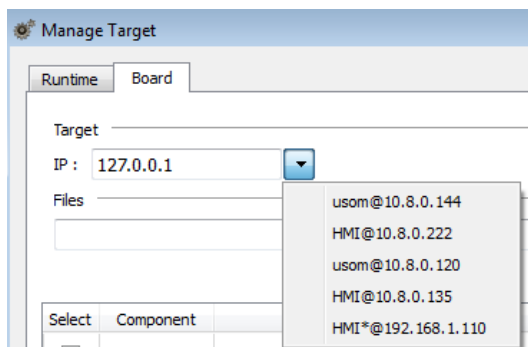 Manage Target
Runtime Board
Target
IP : 127.0.0.1
Files
usom@10.8.0.144
HMI@10.8.0.222
usom@10.8.0.120
HMI@10.8.0.135
HMI*@192.168.1.110
Select Component